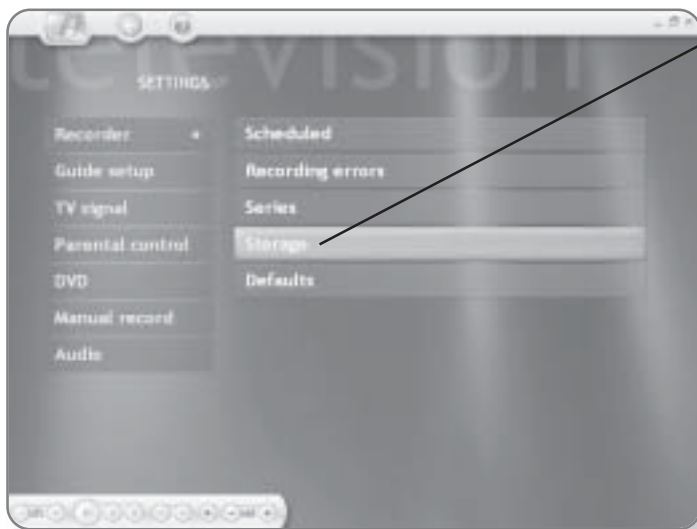 television
SETTINGS
Recorder
Guide setup
TV signal
Parental control
DVD
Manual record
Audio
Scheduled
Recording errors
Series
Storage
Defaults